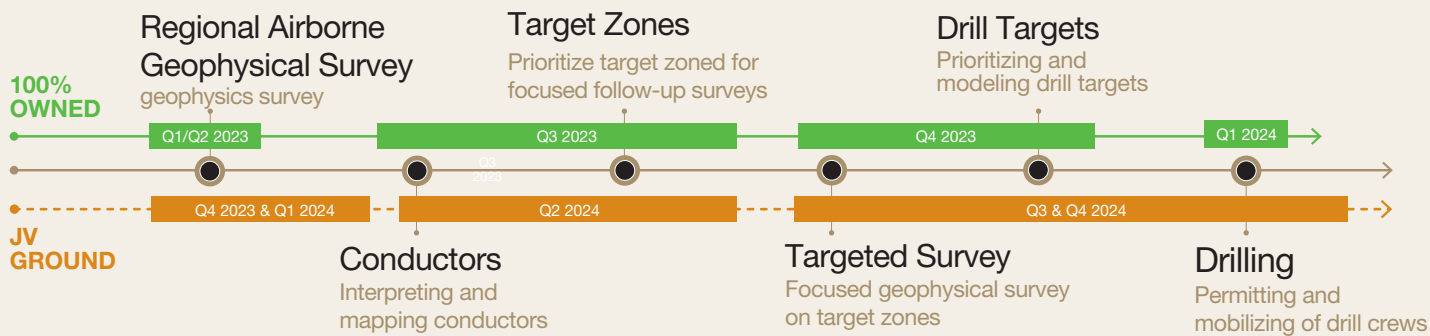 Regional Airborne
Geophysical Survey
geophysics survey
Target Zones
Prioritize target zoned for
focused follow-up surveys
Drill Targets
Prioritizing and
modeling drill targets
100%
OWNED
Q1/Q2 2023
Q3 2023
Q4 2023
Q1 2024
Q3
2023
Q4 2023 & Q1 2024
Q2 2024
Q3 & Q4 2024
JV
GROUND
Conductors
Interpreting and
mapping conductors
Targeted Survey
Focused geophysical survey
on target zones
Drilling
Permitting and
mobilizing of drill crews